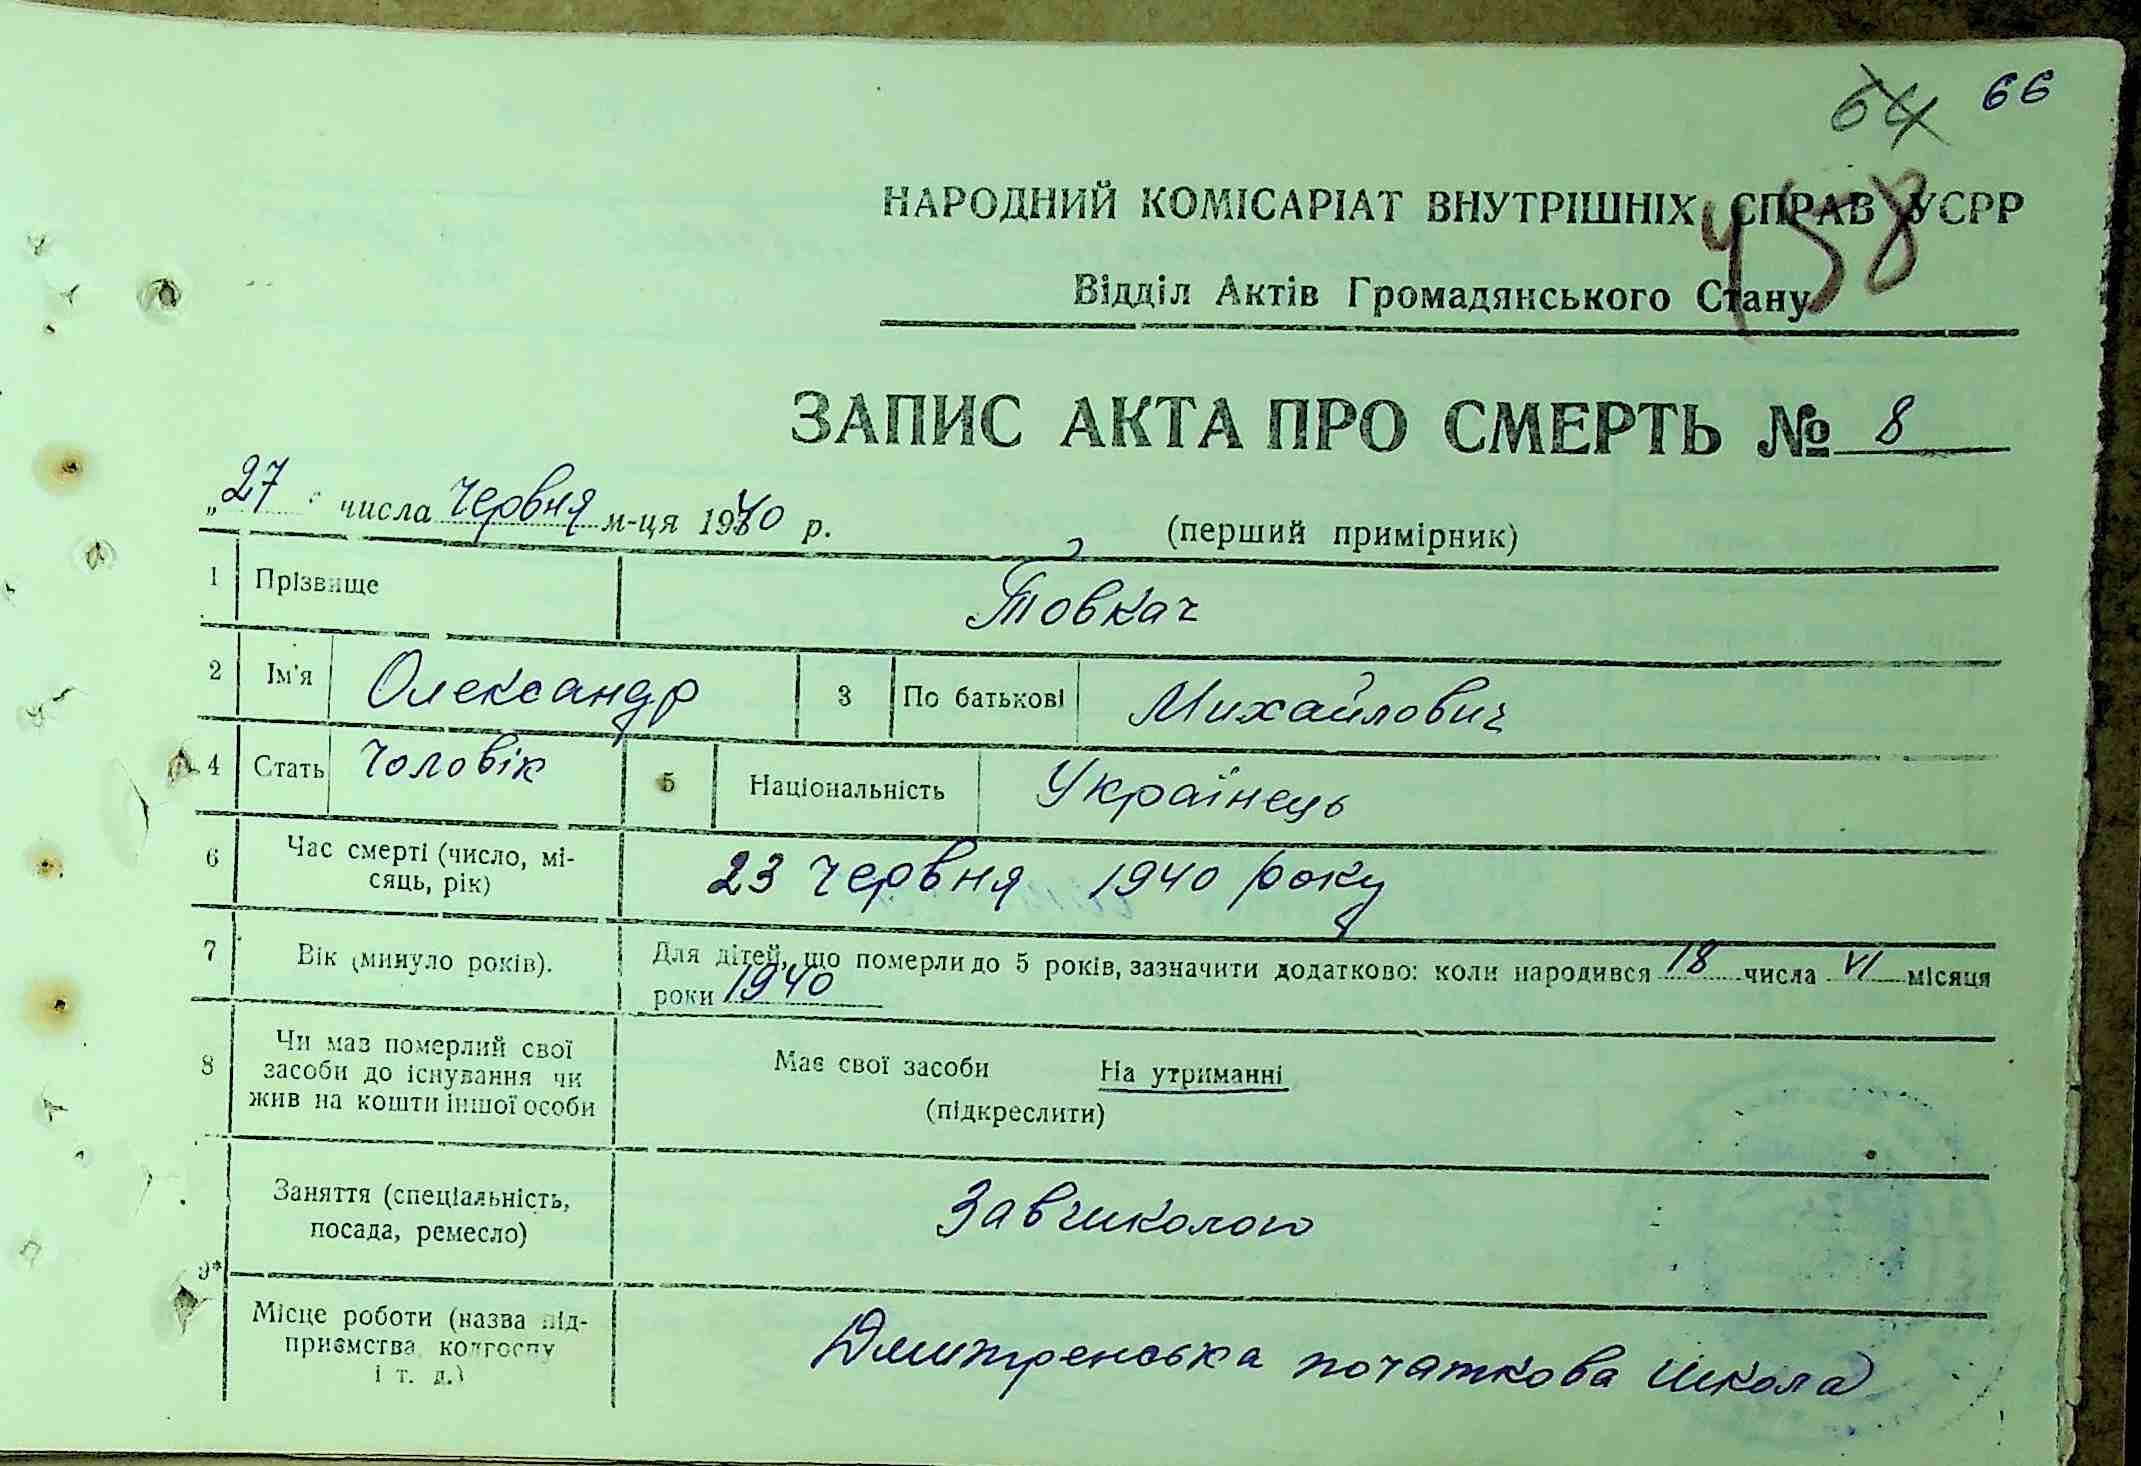 64 66
458
НАРОДНИЙ КОМІСАРІАТ ВНУТРІШНІХ СПРАВ УСРР
Відділ Актів Громадянського Стану
ЗАПИС АКТА ПРО СМЕРТЬ № 8
„27“ числа червня м-ця 1940 р. (перший примірник)
1 Прізвище Товкач
2 Ім'я Олександр 3 По батькові Михайлович
4 Стать Чоловік 5 Національність Українець
6 Час смерті (число, мі-
сяць, рік) 23 червня 1940 року
7 Вік (минуло років). Для дітей, що померли до 5 років, зазначити додатково: коли народився 18 числа VI місяця
роки 1940
8 Чи має померлий свої
засоби до існування чи
жив на кошти іншої особи
Має свої засоби На утриманні
(підкреслити)
9* Заняття (спеціальність,
посада, ремесло) Завшколою
Місце роботи (назва під-
приємства, колгоспу
і т. д.) Дмитренська початкова школа